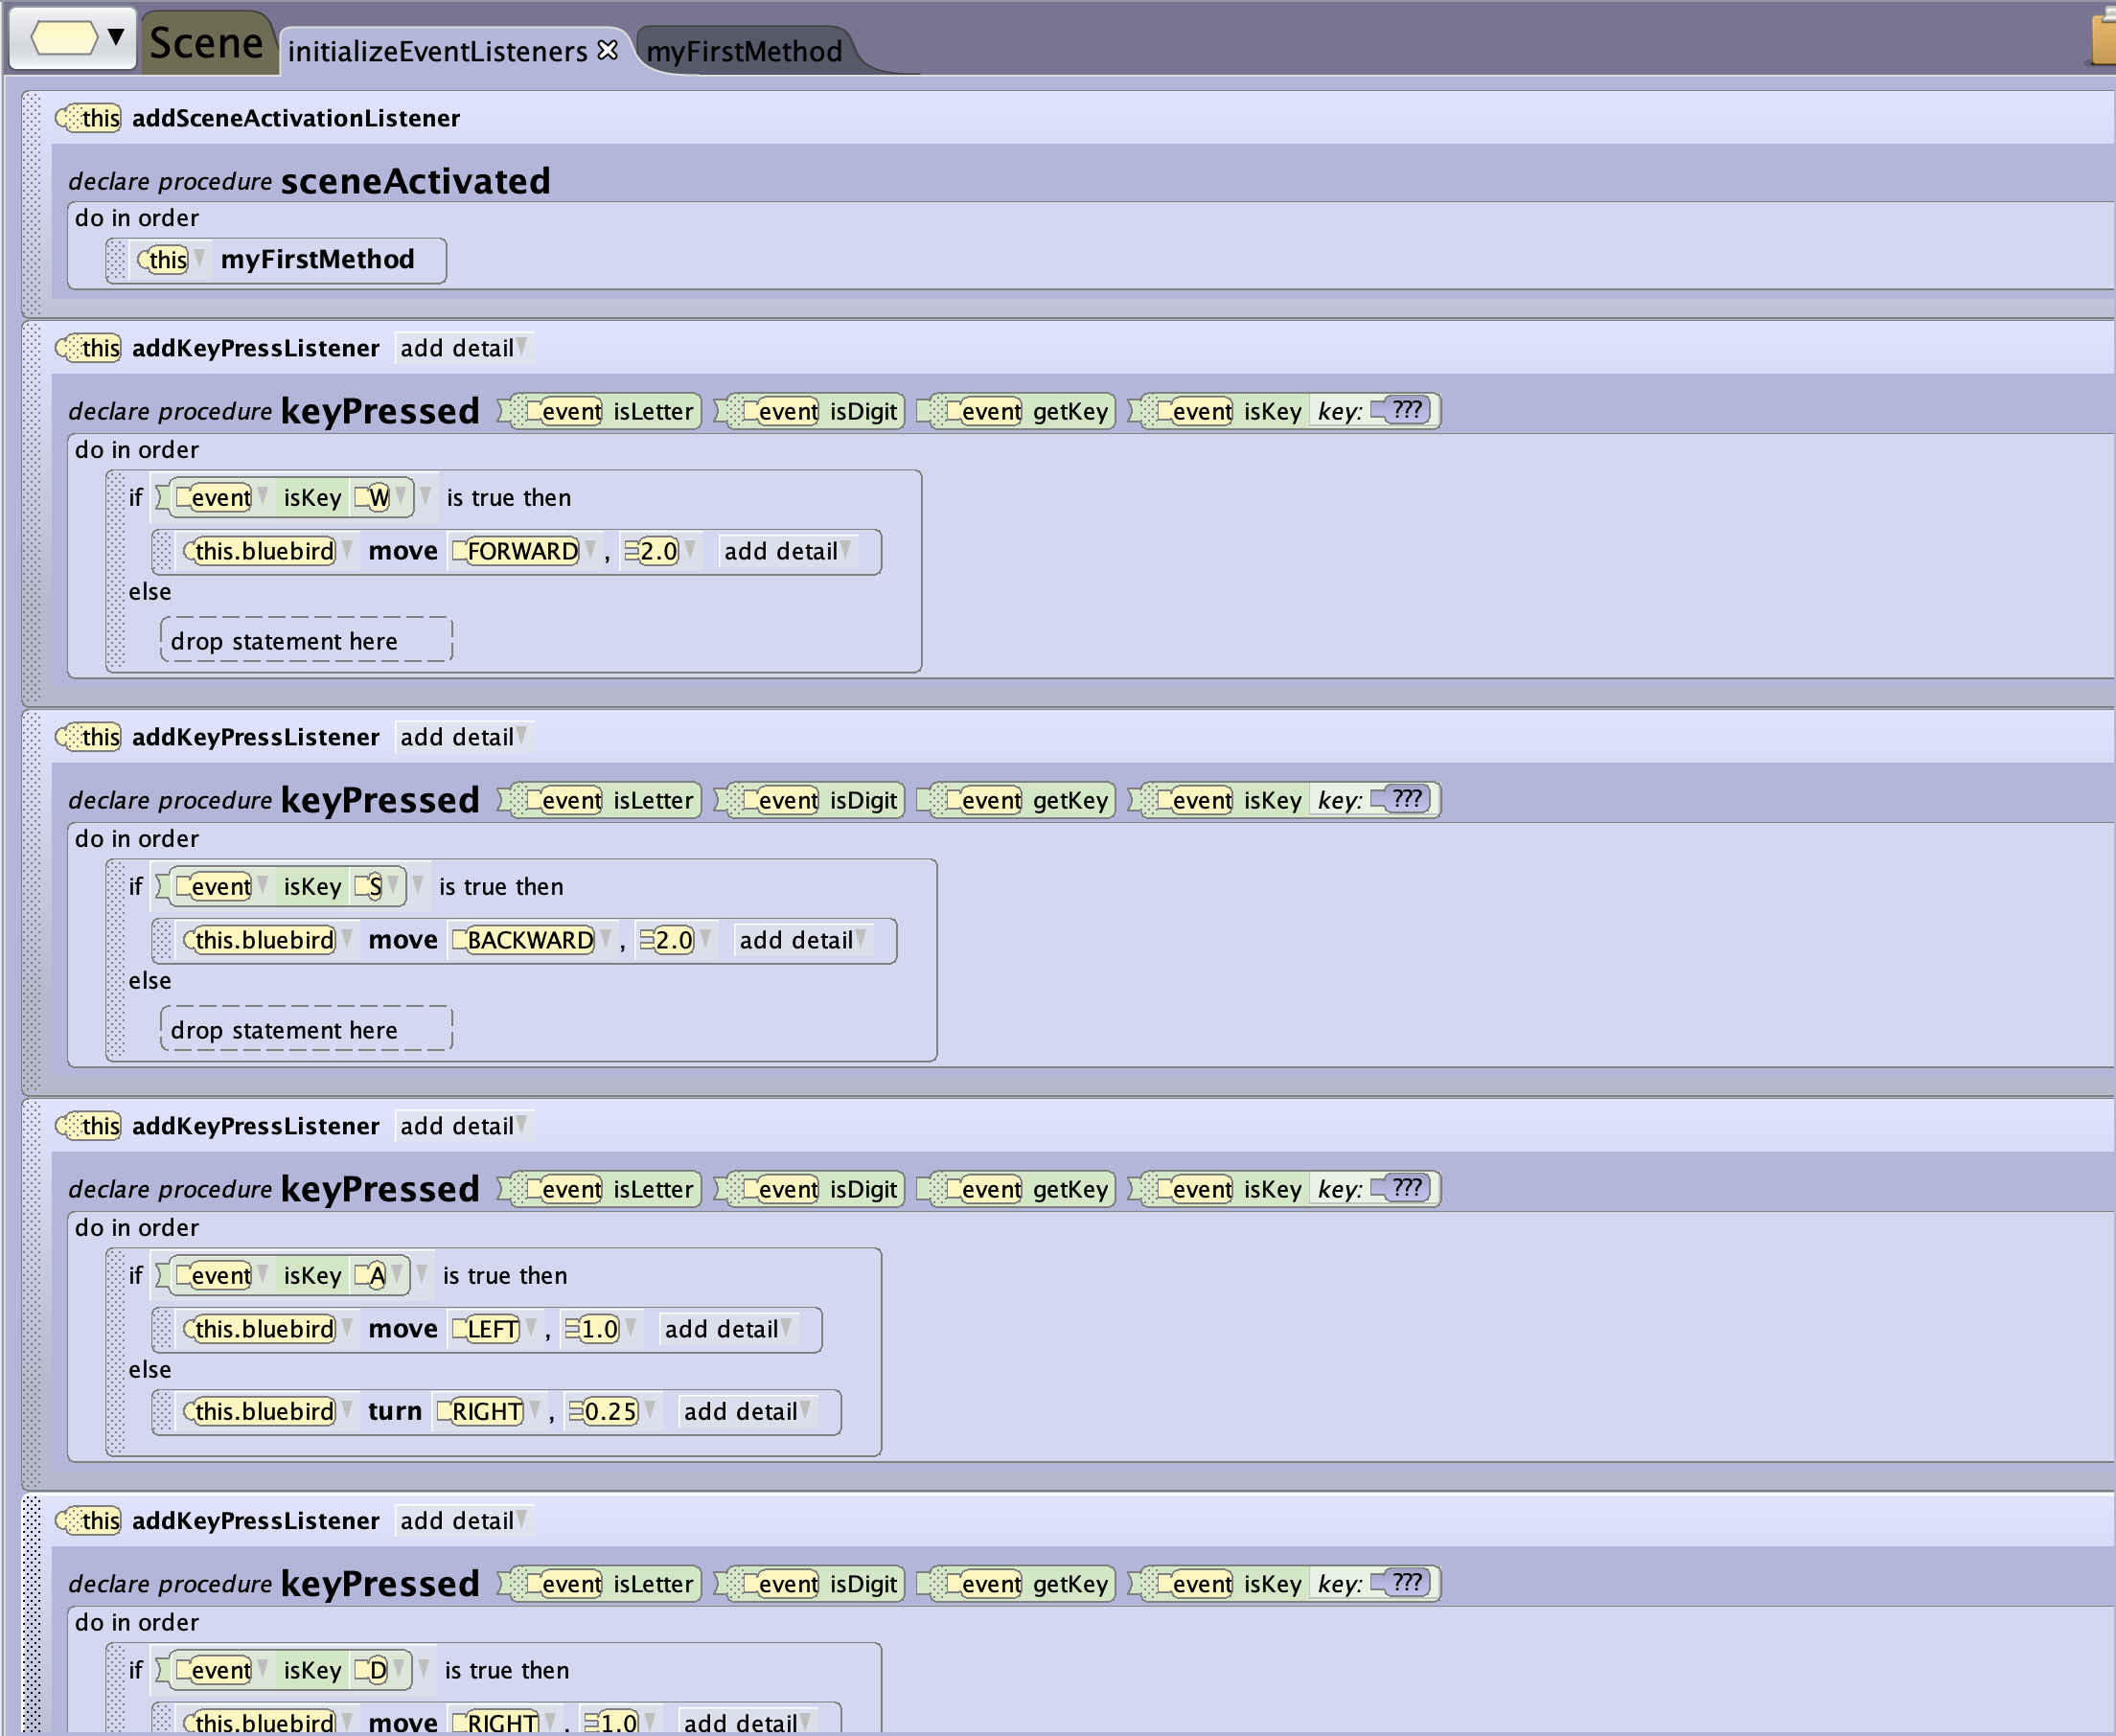 Scene initializeEventListeners myFirstMethod
this addSceneActivationListener
declare procedure sceneActivated
do in order
this myFirstMethod
this addKeyPressListener add detail
declare procedure keyPressed event isLetter event isDigit event getKey event isKey key: ???
do in order
if event isKey W is true then
this.bluebird move FORWARD , 2.0 add detail
else
drop statement here
this addKeyPressListener add detail
declare procedure keyPressed event isLetter event isDigit event getKey event isKey key: ???
do in order
if event isKey S is true then
this.bluebird move BACKWARD , 2.0 add detail
else
drop statement here
this addKeyPressListener add detail
declare procedure keyPressed event isLetter event isDigit event getKey event isKey key: ???
do in order
if event isKey A is true then
this.bluebird move LEFT , 1.0 add detail
else
this.bluebird turn RIGHT , 0.25 add detail
this addKeyPressListener add detail
declare procedure keyPressed event isLetter event isDigit event getKey event isKey key: ???
do in order
if event isKey D is true then
this.bluebird move RIGHT , 1.0 add detail